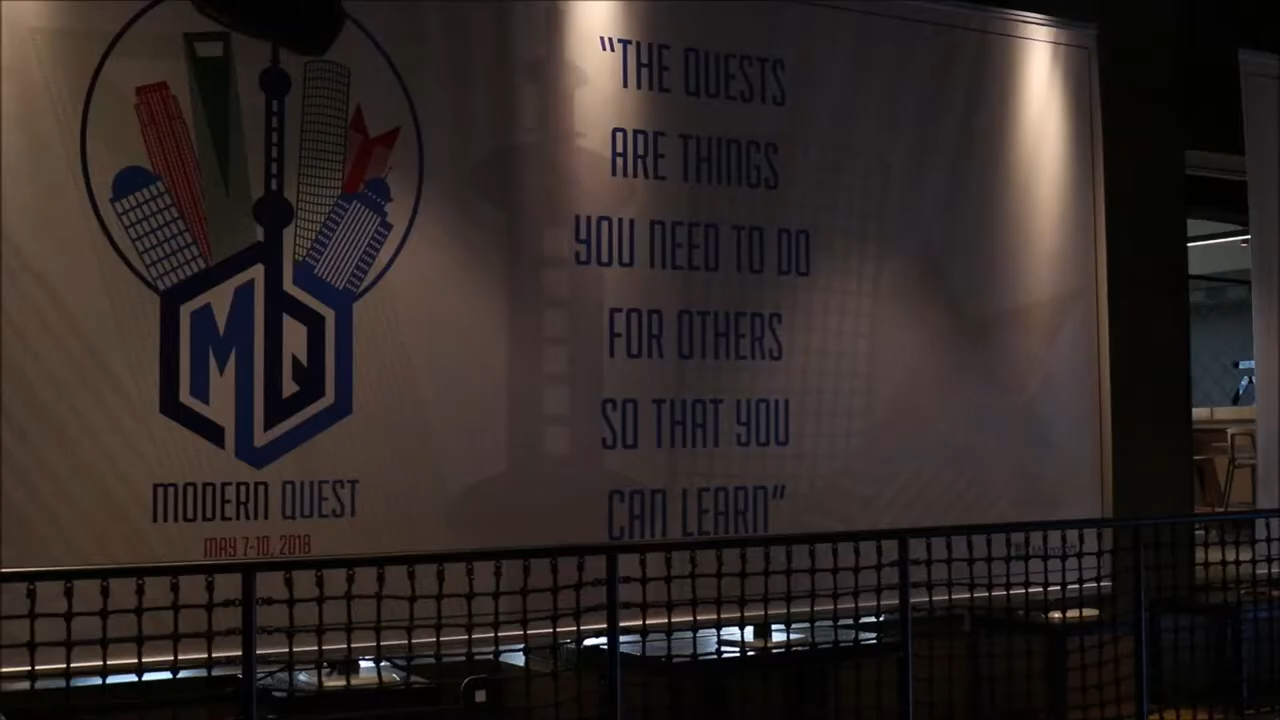 "THE QUESTS
ARE THINGS
YOU NEED TO DO
FOR OTHERS
SO THAT YOU
CAN LEARN"
MQ
MODERN QUEST
MAY 7-10, 2018
Microsoft